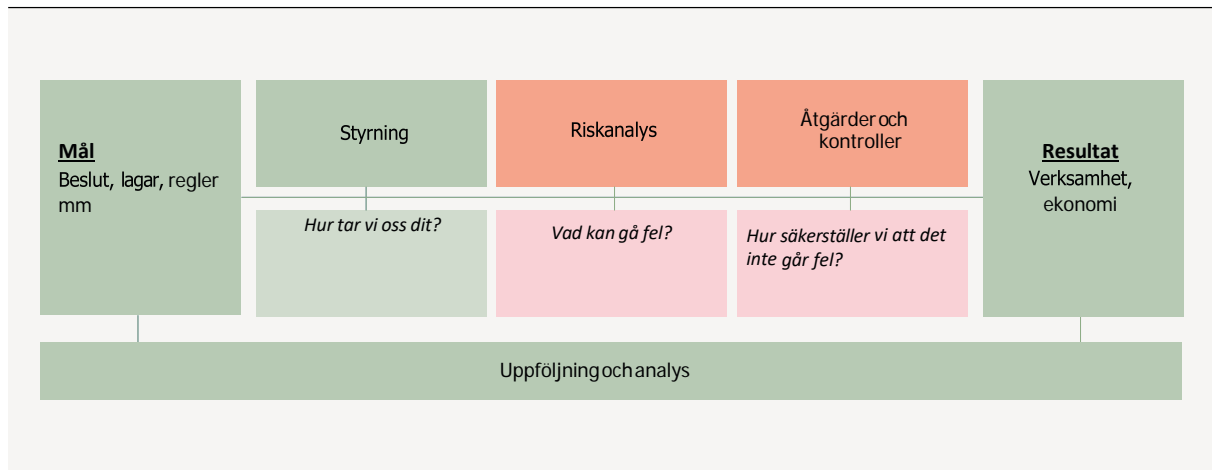 Mål
Beslut, lagar, regler
mm
Styrning
Hur tar vi oss dit?
Riskanalys
Vad kan gå fel?
Åtgärder och
kontroller
Hur säkerställer vi att det
inte går fel?
Resultat
Verksamhet,
ekonomi
Uppföljning och analys